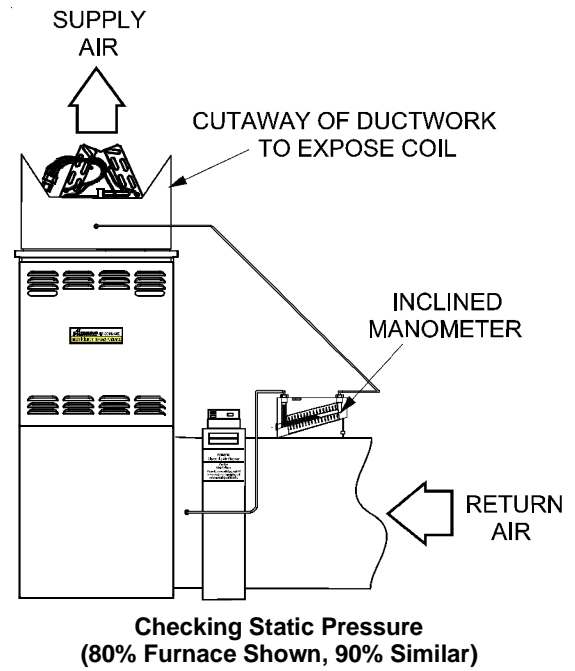 SUPPLY
AIR
CUTAWAY OF DUCTWORK
TO EXPOSE COIL
INCLINED
MANOMETER
RETURN
AIR
Checking Static Pressure
(80% Furnace Shown, 90% Similar)